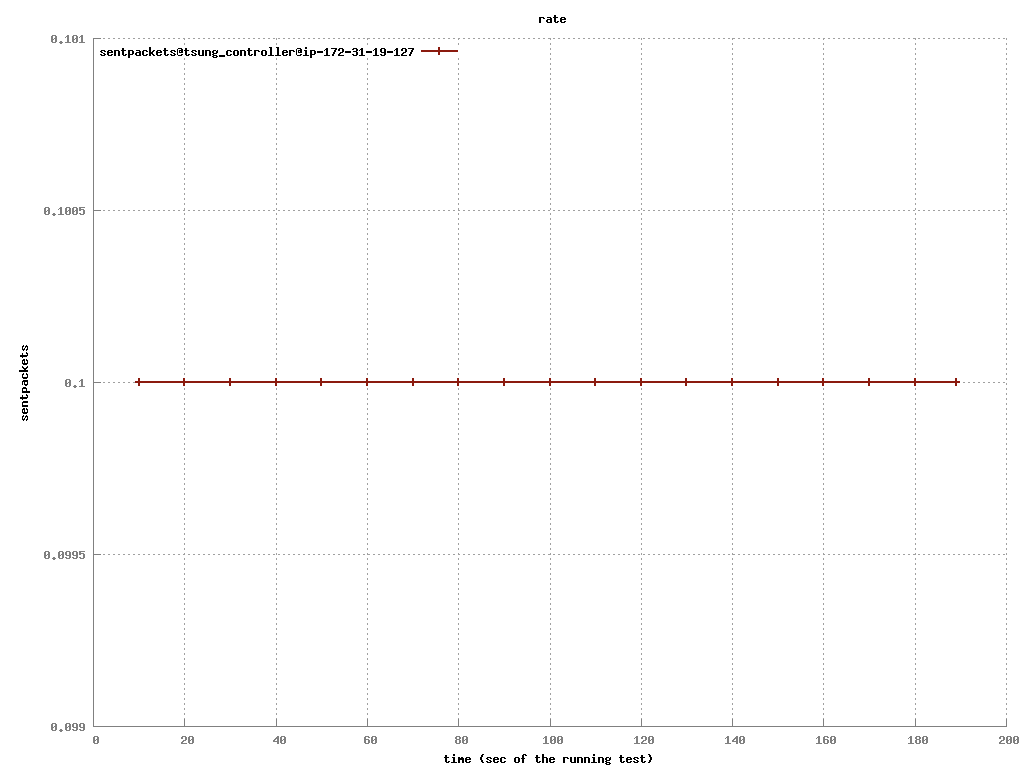 rate
0.101
sentpackets@tsung_controller@ip-172-31-19-127
0.1005
0.1
sentpackets
0.0995
0.099
0 20 40 60 80 100 120 140 160 180 200
time (sec of the running test)